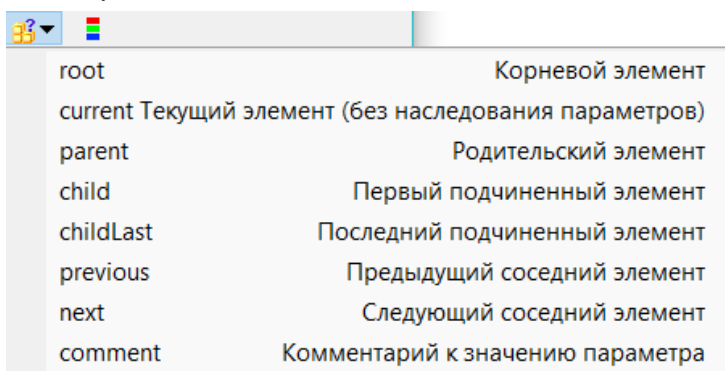 root Корневой элемент
current Текущий элемент (без наследования параметров)
parent Родительский элемент
child Первый подчиненный элемент
childLast Последний подчиненный элемент
previous Предыдущий соседний элемент
next Следующий соседний элемент
comment Комментарий к значению параметра